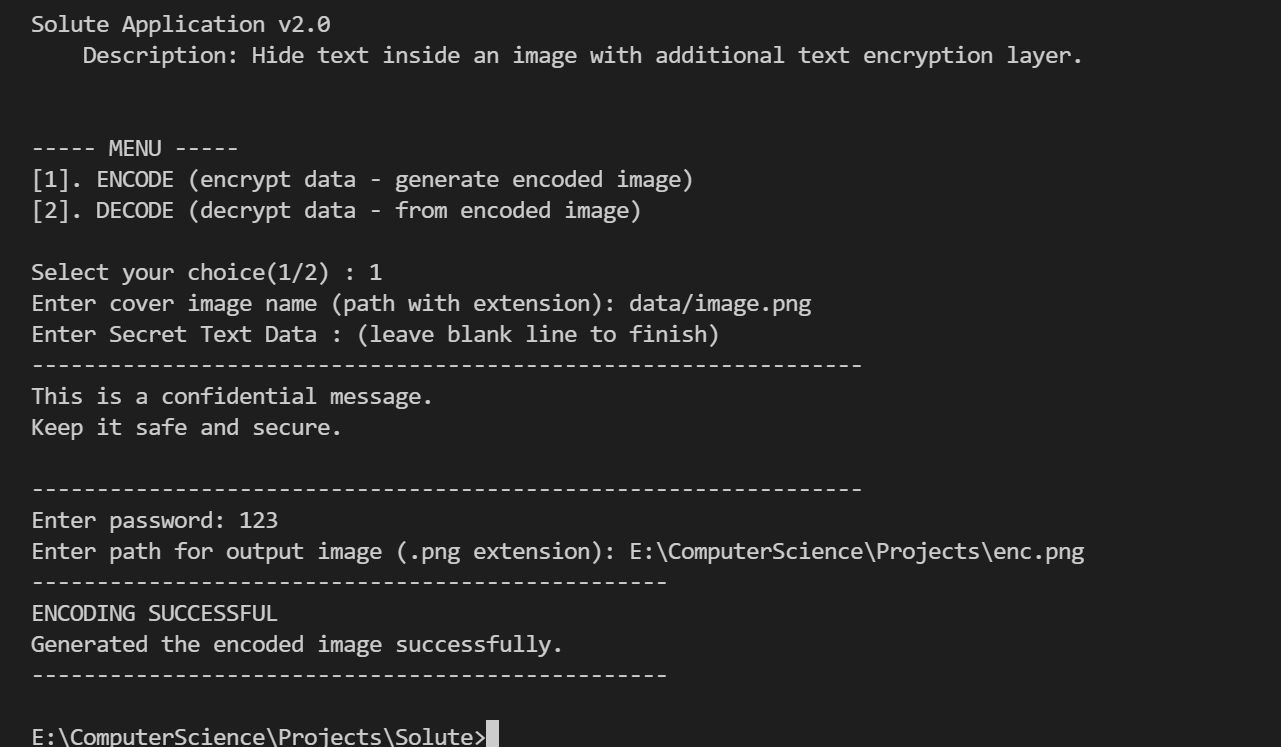 Solute Application v2.0
Description: Hide text inside an image with additional text encryption layer.
----- MENU -----
[1]. ENCODE (encrypt data - generate encoded image)
[2]. DECODE (decrypt data - from encoded image)
Select your choice(1/2) : 1
Enter cover image name (path with extension): data/image.png
Enter Secret Text Data : (leave blank line to finish)
----------------------------------------------------------------
This is a confidential message.
Keep it safe and secure.
----------------------------------------------------------------
Enter password: 123
Enter path for output image (.png extension): E:\ComputerScience\Projects\enc.png
-------------------------------------------------
ENCODING SUCCESSFUL
Generated the encoded image successfully.
-------------------------------------------------
E:\ComputerScience\Projects\Solute>